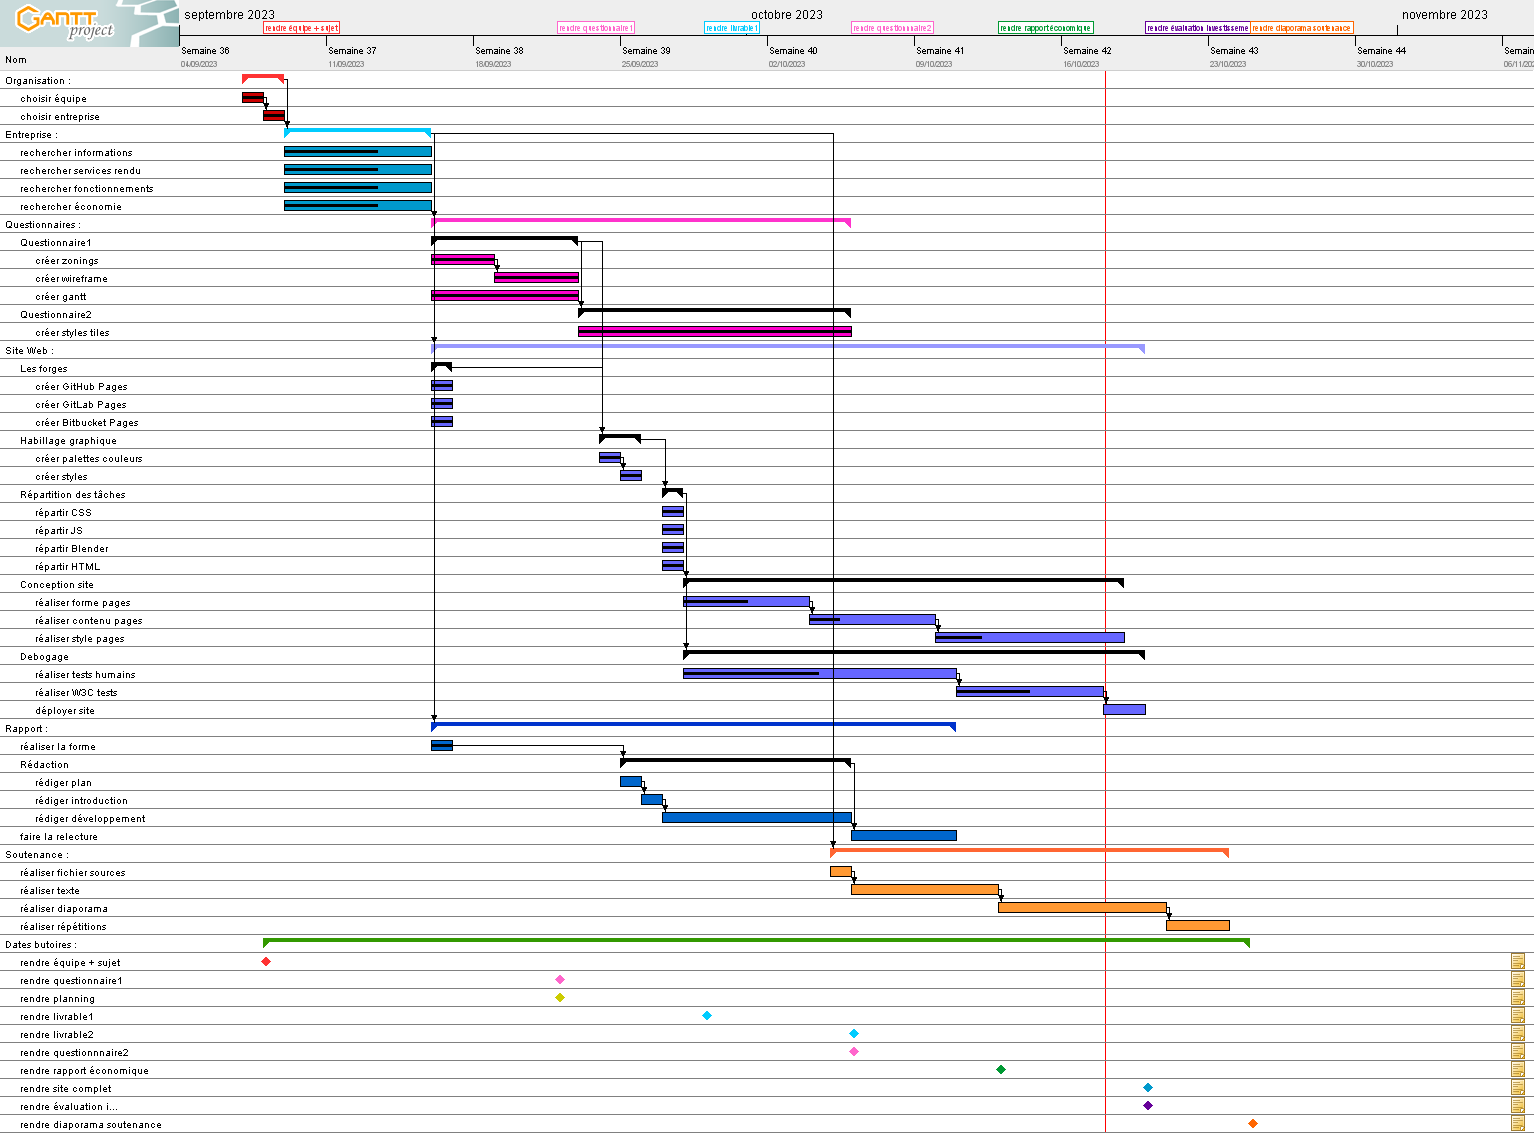 GANTT
project
septembre 2023
octobre 2023
novembre 2023
rendre équipe + sujet
rendre questionnaire1
rendre livrable1
rendre questionnnaire2
rendre rapport économique
rendre évaluation investisseme
rendre diaporama soutenance
Semaine 36
Semaine 37
Semaine 38
Semaine 39
Semaine 40
Semaine 41
Semaine 42
Semaine 43
Semaine 44
Semain
Nom
04/09/2023
11/09/2023
18/09/2023
25/09/2023
02/10/2023
09/10/2023
16/10/2023
23/10/2023
30/10/2023
06/11/202
Organisation :
choisir équipe
choisir entreprise
Entreprise :
rechercher informations
rechercher services rendu
rechercher fonctionnements
rechercher économie
Questionnaires :
Questionnaire1
créer zonings
créer wireframe
créer gantt
Questionnaire2
créer styles tiles
Site Web :
Les forges
créer GitHub Pages
créer GitLab Pages
créer Bitbucket Pages
Habillage graphique
créer palettes couleurs
créer styles
Répartition des tâches
répartir CSS
répartir JS
répartir Blender
répartir HTML
Conception site
réaliser forme pages
réaliser contenu pages
réaliser style pages
Debogage
réaliser tests humains
réaliser W3C tests
déployer site
Rapport :
réaliser la forme
Rédaction
rédiger plan
rédiger introduction
rédiger développement
faire la relecture
Soutenance :
réaliser fichier sources
réaliser texte
réaliser diaporama
réaliser répétitions
Dates butoires :
rendre équipe + sujet
rendre questionnaire1
rendre planning
rendre livrable1
rendre livrable2
rendre questionnnaire2
rendre rapport économique
rendre site complet
rendre évaluation i...
rendre diaporama soutenance